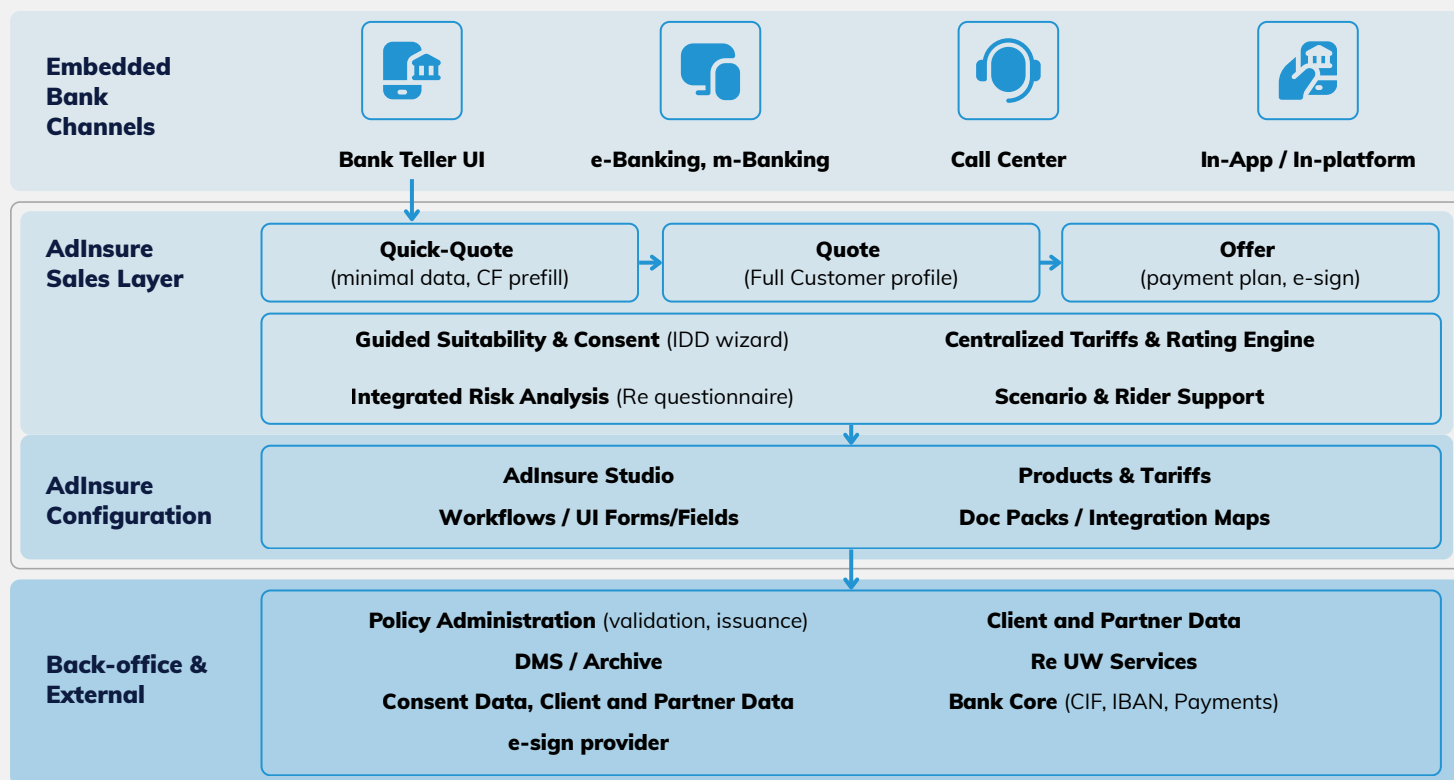 Embedded
Bank
Channels
Bank Teller UI
e-Banking, m-Banking
Call Center
In-App / In-platform
AdInsure
Sales Layer
Quick-Quote
(minimal data, CF prefill)
Quote
(Full Customer profile)
Offer
(payment plan, e-sign)
Guided Suitability & Consent (IDD wizard)
Centralized Tariffs & Rating Engine
Integrated Risk Analysis (Re questionnaire)
Scenario & Rider Support
AdInsure
Configuration
AdInsure Studio
Products & Tariffs
Workflows / UI Forms/Fields
Doc Packs / Integration Maps
Back-office &
External
Policy Administration (validation, issuance)
Client and Partner Data
DMS / Archive
Re UW Services
Consent Data, Client and Partner Data
Bank Core (CIF, IBAN, Payments)
e-sign provider